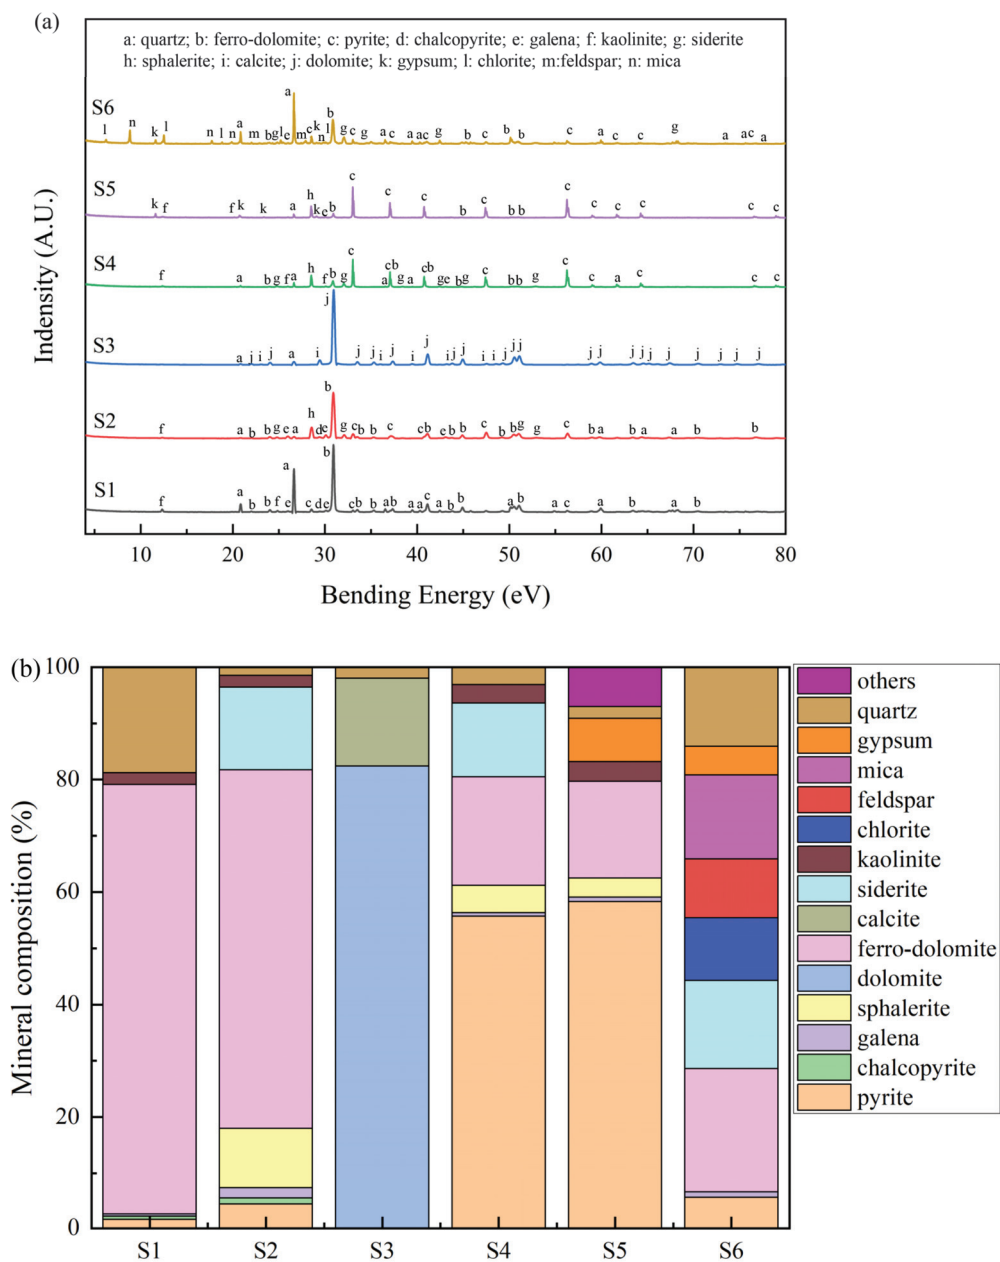 (a)
a: quartz; b: ferro-dolomite; c: pyrite; d: chalcopyrite; e: galena; f: kaolinite; g: siderite
h: sphalerite; i: calcite; j: dolomite; k: gypsum; l: chlorite; m:feldspar; n: mica
Indensity (A.U.)
S6
S5
S4
S3
S2
S1
10 20 30 40 50 60 70 80
Bending Energy (eV)
(b)
Mineral composition (%)
100
80
60
40
20
0
S1 S2 S3 S4 S5 S6
others
quartz
gypsum
mica
feldspar
chlorite
kaolinite
siderite
calcite
ferro-dolomite
dolomite
sphalerite
galena
chalcopyrite
pyrite